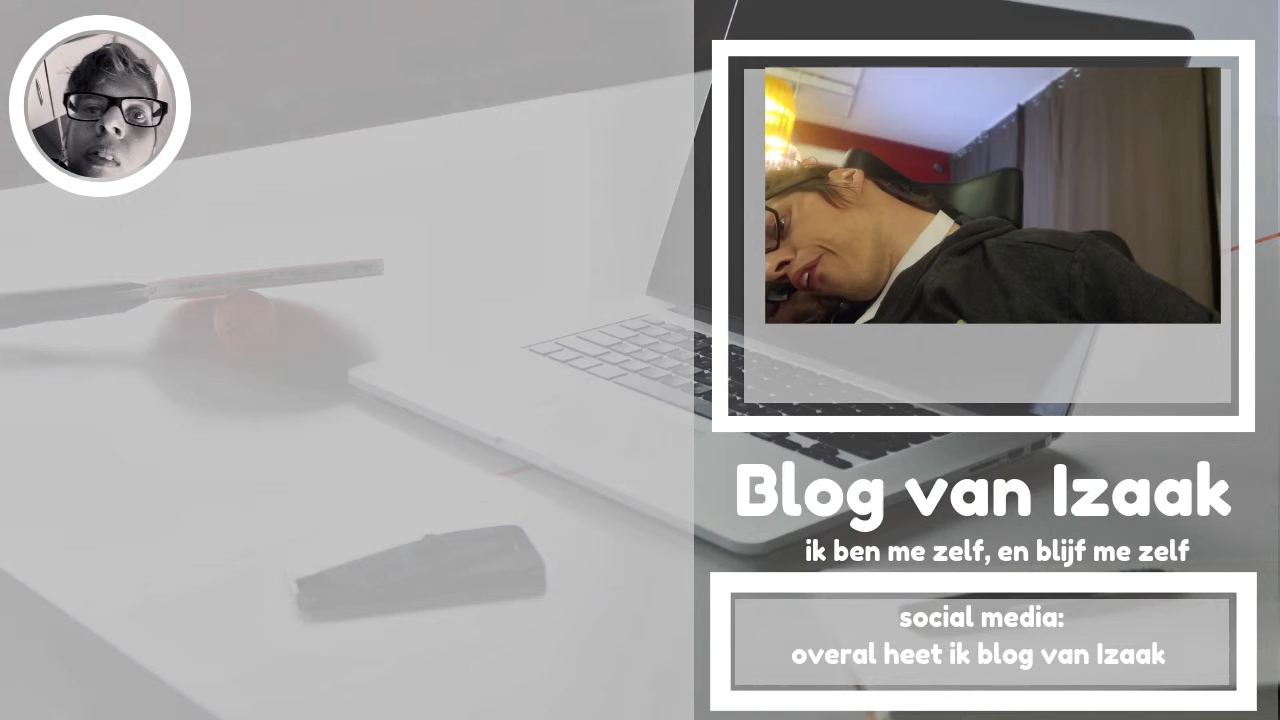 Blog van Izaak
ik ben me zelf, en blijf me zelf
social media:
overal heet ik blog van Izaak